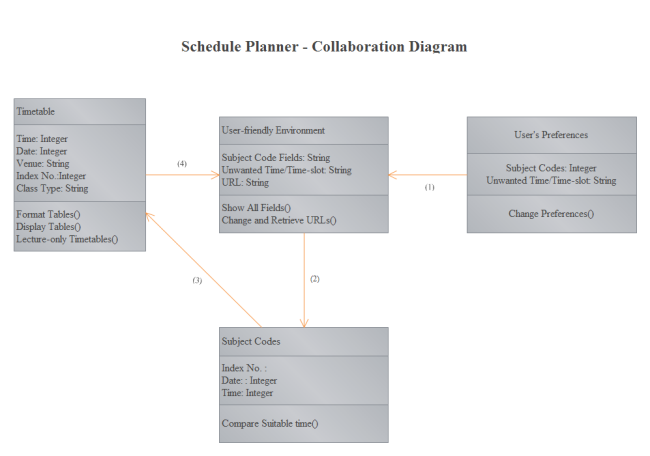 Schedule Planner - Collaboration Diagram
Timetable
Time: Integer
Date: Integer
Venue: String
Index No.:Integer
Class Type: String
Format Tables()
Display Tables()
Lecture-only Timetables()
(4)
User-friendly Environment
Subject Code Fields: String
Unwanted Time/Time-slot: String
URL: String
Show All Fields()
Change and Retrieve URLs()
(1)
User's Preferences
Subject Codes: Integer
Unwanted Time/Time-slot: String
Change Preferences()
(3)
(2)
Subject Codes
Index No. :
Date: : Integer
Time: Integer
Compare Suitable time()